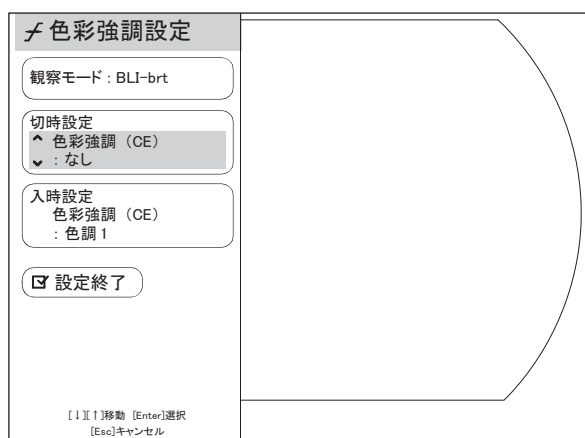 色彩強調設定
観察モード : BLI-brt
切時設定
色彩強調 (CE)
: なし
入時設定
色彩強調 (CE)
: 色調1
設定終了
[↓][↑]移動 [Enter]選択
[Esc]キャンセル